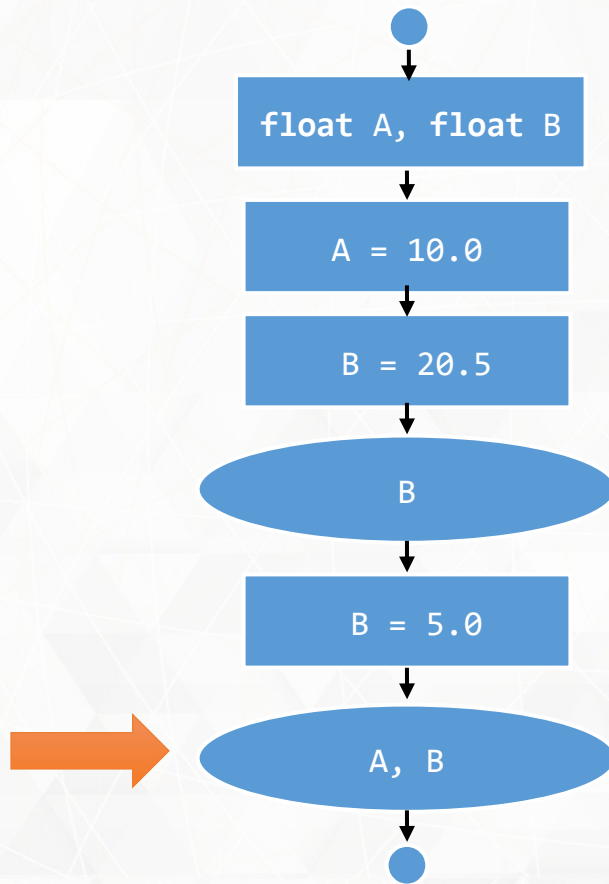 float A, float B
A = 10.0
B = 20.5
B
B = 5.0
A, B